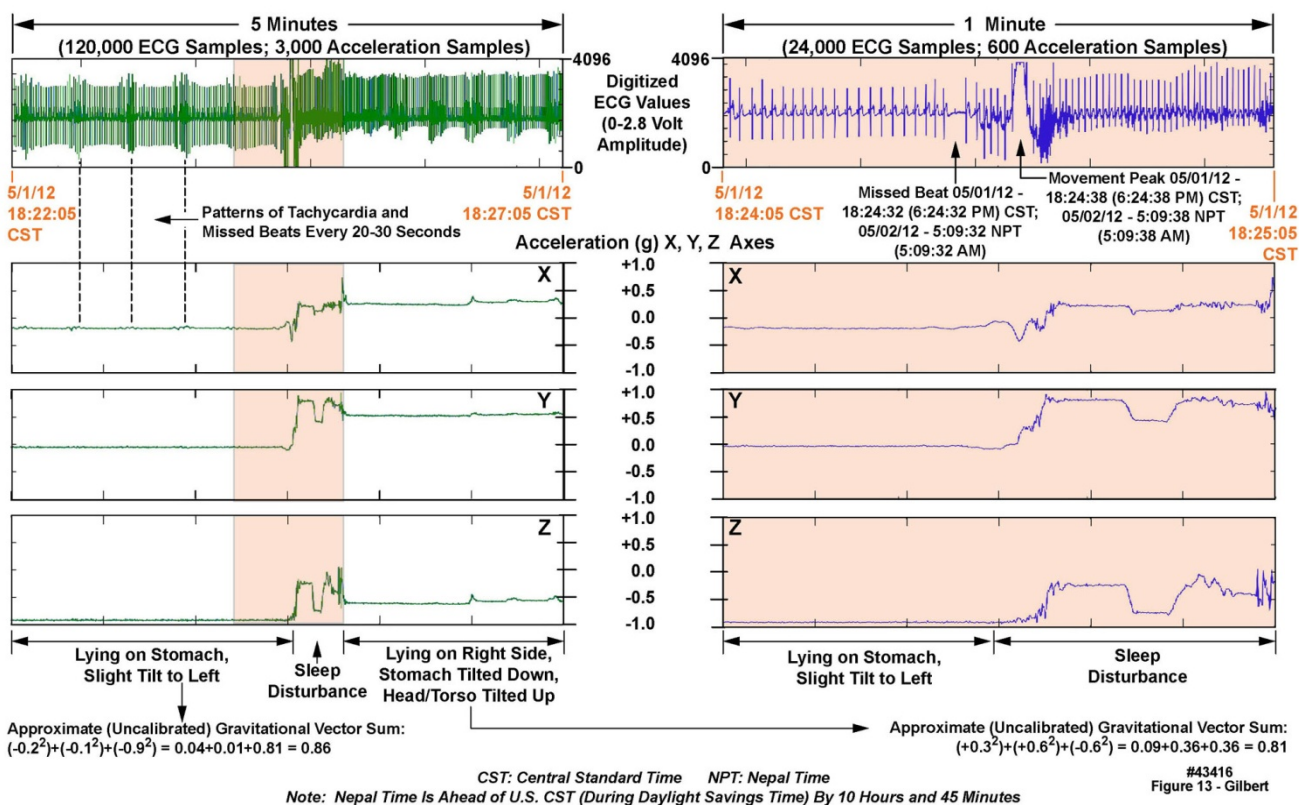 5 Minutes
(120,000 ECG Samples; 3,000 Acceleration Samples)
1 Minute
(24,000 ECG Samples; 600 Acceleration Samples)
4096
Digitized
ECG Values
(0-2.8 Volt
Amplitude)
0
4096
0
5/1/12
18:22:05
CST
Patterns of Tachycardia and
Missed Beats Every 20-30 Seconds
5/1/12
18:27:05 CST
5/1/12
18:24:05 CST
Missed Beat 05/01/12 -
18:24:32 (6:24:32 PM) CST;
05/02/12 - 5:09:32 NPT
(5:09:32 AM)
Movement Peak 05/01/12 -
18:24:38 (6:24:38 PM) CST;
05/02/12 - 5:09:38 NPT
(5:09:38 AM)
5/1/12
18:25:05
CST
Acceleration (g) X, Y, Z Axes
X
+1.0
+0.5
0.0
-0.5
-1.0
X
Y
+1.0
+0.5
0.0
-0.5
-1.0
Y
Z
+1.0
+0.5
0.0
-0.5
-1.0
Z
Lying on Stomach,
Slight Tilt to Left
Sleep
Disturbance
Lying on Right Side,
Stomach Tilted Down,
Head/Torso Tilted Up
Lying on Stomach,
Slight Tilt to Left
Sleep
Disturbance
Approximate (Uncalibrated) Gravitational Vector Sum:
(-0.2²)+(-0.1²)+(-0.9²) = 0.04+0.01+0.81 = 0.86
Approximate (Uncalibrated) Gravitational Vector Sum:
(+0.3²)+(+0.6²)+(-0.6²) = 0.09+0.36+0.36 = 0.81
CST: Central Standard Time NPT: Nepal Time
Note: Nepal Time Is Ahead of U.S. CST (During Daylight Savings Time) By 10 Hours and 45 Minutes
#43416
Figure 13 - Gilbert